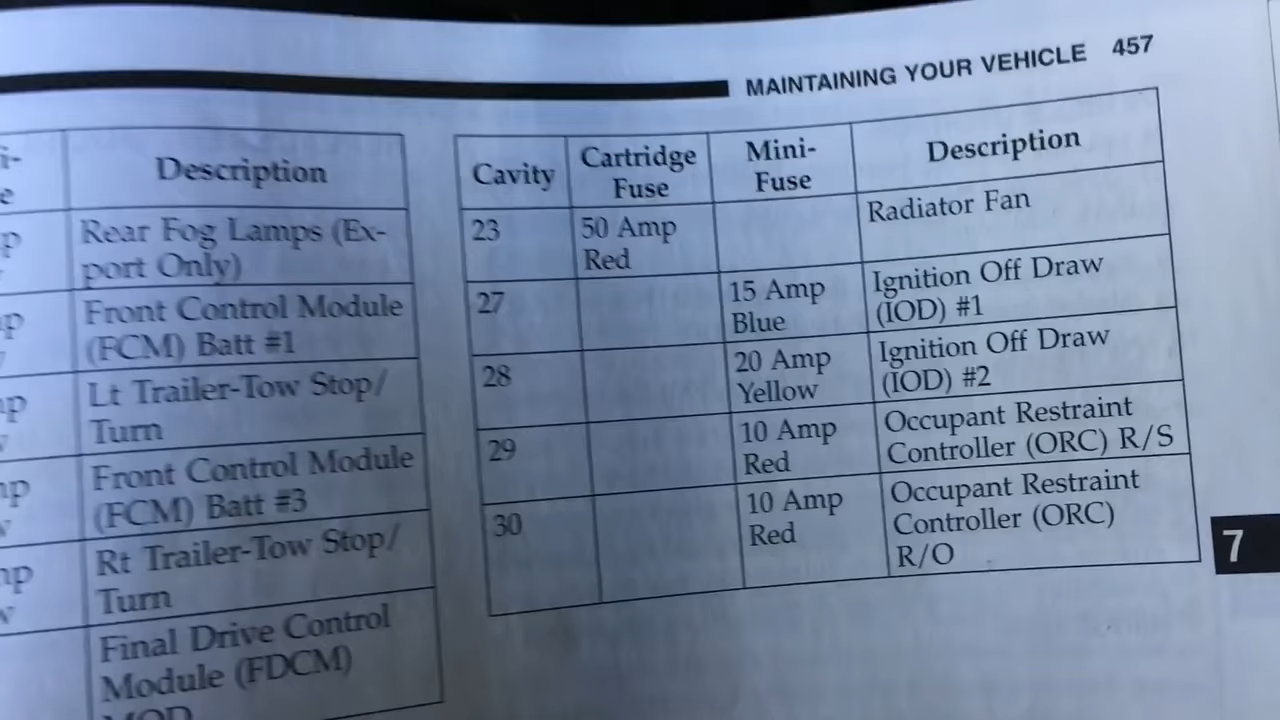 MAINTAINING YOUR VEHICLE 457
Description
Rear Fog Lamps (Ex-
port Only)
Front Control Module
(FCM) Batt #1
Lt Trailer-Tow Stop/
Turn
Front Control Module
(FCM) Batt #3
Rt Trailer-Tow Stop/
Turn
Final Drive Control
Module (FDCM)
MOD
Cavity
Cartridge
Fuse
Mini-
Fuse
Description
23
50 Amp
Red
Radiator Fan
27
15 Amp
Blue
Ignition Off Draw
(IOD) #1
28
20 Amp
Yellow
Ignition Off Draw
(IOD) #2
29
10 Amp
Red
Occupant Restraint
Controller (ORC) R/S
30
10 Amp
Red
Occupant Restraint
Controller (ORC)
R/O
7